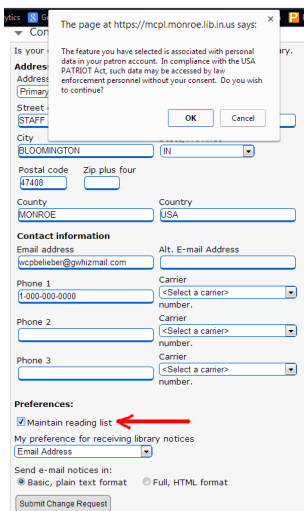 ytics
The page at https://mcpl.monroe.lib.in.us says:
The feature you have selected is associated with personal
data in your patron account. In compliance with the USA
PATRIOT Act, such data may be accessed by law
enforcement personnel without your consent. Do you wish
to continue?
OK Cancel
Is your
Address
Primary
Street
STAFF
City
BLOOMINGTON IN
Postal code Zip plus four
47408
County Country
MONROE USA
Contact information
Email address Alt. E-mail Address
wcpbelieber@gwhizmail.com
Phone 1 Carrier
1-000-000-0000 <Select a carrier>
number.
Phone 2 Carrier
<Select a carrier>
number.
Phone 3 Carrier
<Select a carrier>
number.
Preferences:
Maintain reading list
My preference for receiving library notices
Email Address
Send e-mail notices in:
Basic, plain text format Full, HTML format
Submit Change Request